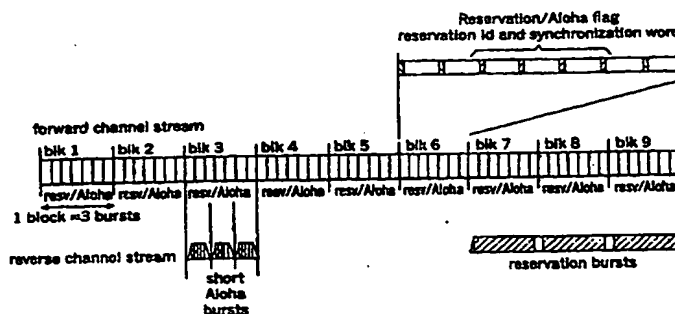 Reservation/Aloha flag
reservation id and synchronization word
forward channel stream
blk 1 blk 2 blk 3 blk 4 blk 5 blk 6 blk 7 blk 8 blk 9
resv/Aloha resv/Aloha resv/Aloha resv/Aloha resv/Aloha resv/Aloha resv/Aloha resv/Aloha resv/Aloha
1 block =3 bursts
reverse channel stream
short
Aloha
bursts
reservation bursts